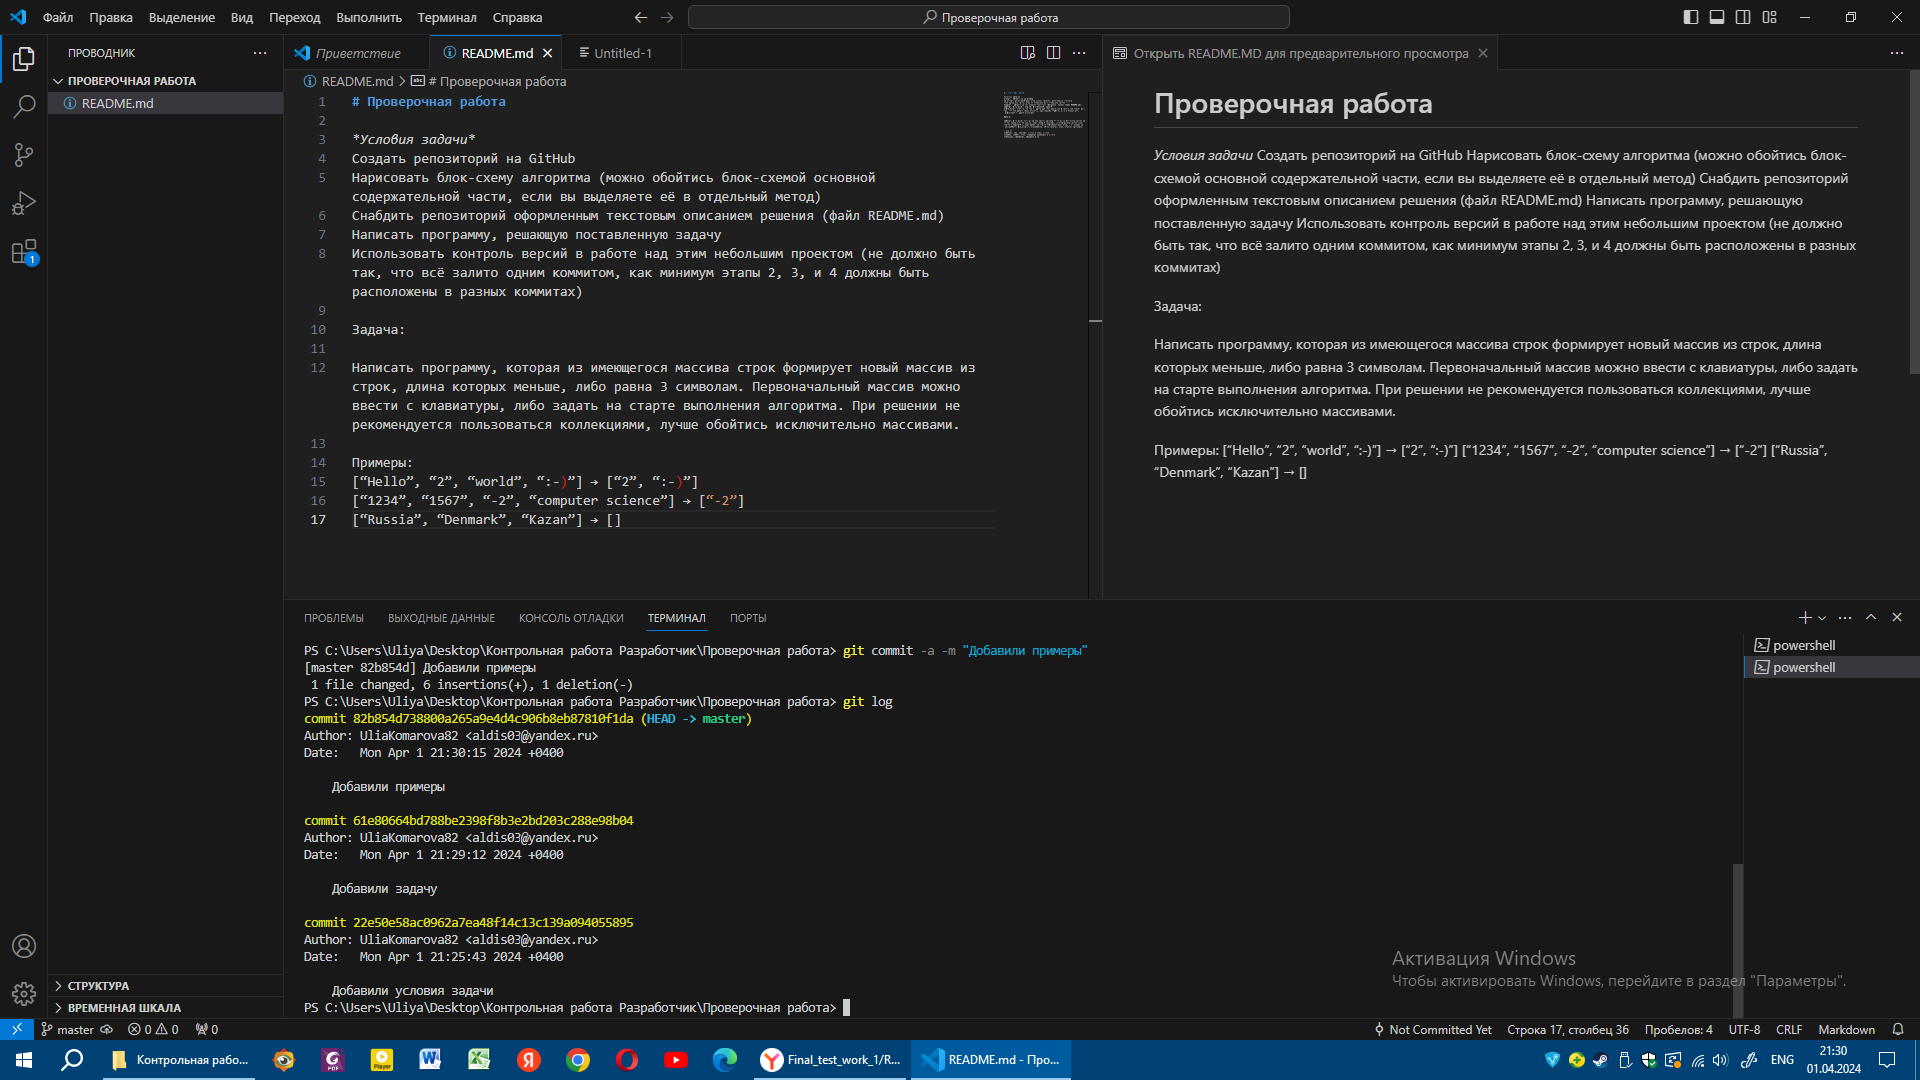 Файл Правка Выделение Вид Переход Выполнить Терминал Справка
Проверочная работа
ПРОВОДНИК
ПРОВЕРОЧНАЯ РАБОТА
README.md
СТРУКТУРА
ВРЕМЕННАЯ ШКАЛА
1
Приветствие README.md Untitled-1
README.md > # Проверочная работа
1 # Проверочная работа
2
3 *Условия задачи*
4 Создать репозиторий на GitHub
5 Нарисовать блок-схему алгоритма (можно обойтись блок-схемой основной
содержательной части, если вы выделяете её в отдельный метод)
6 Снабдить репозиторий оформленным текстовым описанием решения (файл README.md)
7 Написать программу, решающую поставленную задачу
8 Использовать контроль версий в работе над этим небольшим проектом (не должно быть
так, что всё залито одним коммитом, как минимум этапы 2, 3, и 4 должны быть
расположены в разных коммитах)
9
10 Задача:
11
12 Написать программу, которая из имеющегося массива строк формирует новый массив из
строк, длина которых меньше, либо равна 3 символам. Первоначальный массив можно
ввести с клавиатуры, либо задать на старте выполнения алгоритма. При решении не
рекомендуется пользоваться коллекциями, лучше обойтись исключительно массивами.
13
14 Примеры:
15 [“Hello”, “2”, “world”, “:-)”] → [“2”, “:-)”]
16 [“1234”, “1567”, “-2”, “computer science”] → [“-2”]
17 [“Russia”, “Denmark”, “Kazan”] → []
Открыть README.MD для предварительного просмотра
Проверочная работа
Условия задачи Создать репозиторий на GitHub Нарисовать блок-схему алгоритма (можно обойтись блок-
схемой основной содержательной части, если вы выделяете её в отдельный метод) Снабдить репозиторий
оформленным текстовым описанием решения (файл README.md) Написать программу, решающую
поставленную задачу Использовать контроль версий в работе над этим небольшим проектом (не должно
быть так, что всё залито одним коммитом, как минимум этапы 2, 3, и 4 должны быть расположены в разных
коммитах)
Задача:
Написать программу, которая из имеющегося массива строк формирует новый массив из строк, длина
которых меньше, либо равна 3 символам. Первоначальный массив можно ввести с клавиатуры, либо задать
на старте выполнения алгоритма. При решении не рекомендуется пользоваться коллекциями, лучше
обойтись исключительно массивами.
Примеры: [“Hello”, “2”, “world”, “:-)”] → [“2”, “:-)”] [“1234”, “1567”, “-2”, “computer science”] → [“-2”] [“Russia”,
“Denmark”, “Kazan”] → []
ПРОБЛЕМЫ ВЫХОДНЫЕ ДАННЫЕ КОНСОЛЬ ОТЛАДКИ ТЕРМИНАЛ ПОРТЫ
PS C:\Users\Uliya\Desktop\Контрольная работа Разработчик\Проверочная работа> git commit -a -m "Добавили примеры"
[master 82b854d] Добавили примеры
1 file changed, 6 insertions(+), 1 deletion(-)
PS C:\Users\Uliya\Desktop\Контрольная работа Разработчик\Проверочная работа> git log
commit 82b854d738800a265a9e4d4c906b8eb87810f1da (HEAD -> master)
Author: UliaKomarova82 <aldis03@yandex.ru>
Date: Mon Apr 1 21:30:15 2024 +0400
Добавили примеры
commit 61e80664bd788be2398f8b3e2bd203c288e98b04
Author: UliaKomarova82 <aldis03@yandex.ru>
Date: Mon Apr 1 21:29:12 2024 +0400
Добавили задачу
commit 22e50e58ac0962a7ea48f14c13c139a094055895
Author: UliaKomarova82 <aldis03@yandex.ru>
Date: Mon Apr 1 21:25:43 2024 +0400
Добавили условия задачи
PS C:\Users\Uliya\Desktop\Контрольная работа Разработчик\Проверочная работа>
powershell
powershell
Активация Windows
Чтобы активировать Windows, перейдите в раздел "Параметры".
master 0 0 0 Not Committed Yet Строка 17, столбец 36 Пробелов: 4 UTF-8 CRLF Markdown
Контрольная рабо... Final_test_work_1/R... README.md - Про... ENG 21:30
01.04.2024